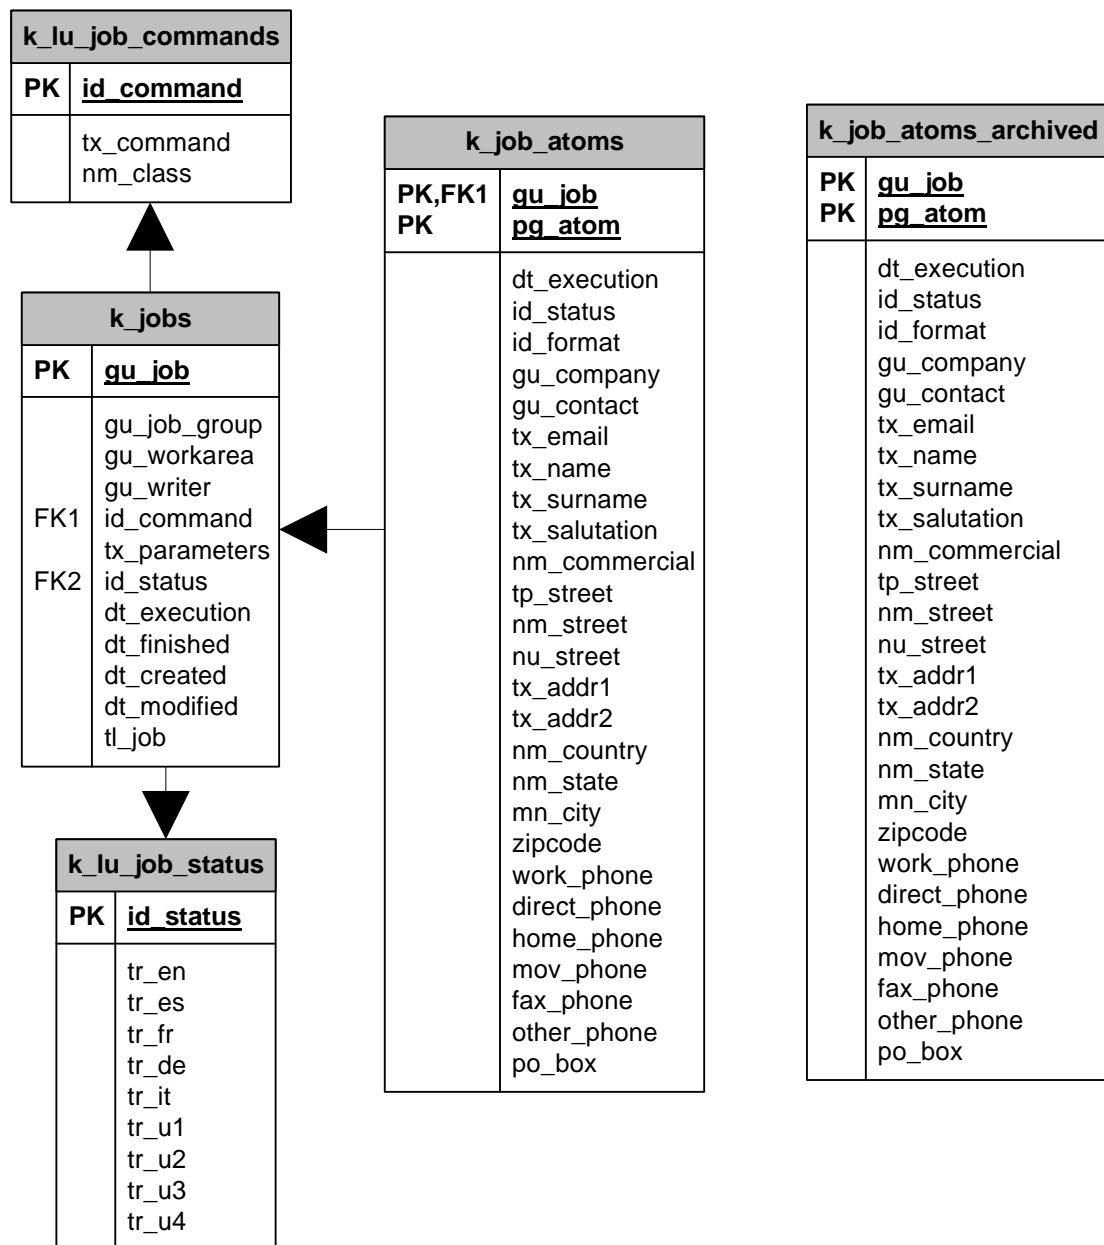 k_lu_job_commands
PK id_command
tx_command
nm_class
k_jobs
PK gu_job
gu_job_group
gu_workarea
gu_writer
FK1 id_command
tx_parameters
FK2 id_status
dt_execution
dt_finished
dt_created
dt_modified
tl_job
k_lu_job_status
PK id_status
tr_en
tr_es
tr_fr
tr_de
tr_it
tr_u1
tr_u2
tr_u3
tr_u4
k_job_atoms
PK,FK1 gu_job
PK pg_atom
dt_execution
id_status
id_format
gu_company
gu_contact
tx_email
tx_name
tx_surname
tx_salutation
nm_commercial
tp_street
nm_street
nu_street
tx_addr1
tx_addr2
nm_country
nm_state
mn_city
zipcode
work_phone
direct_phone
home_phone
mov_phone
fax_phone
other_phone
po_box
k_job_atoms_archived
PK gu_job
PK pg_atom
dt_execution
id_status
id_format
gu_company
gu_contact
tx_email
tx_name
tx_surname
tx_salutation
nm_commercial
tp_street
nm_street
nu_street
tx_addr1
tx_addr2
nm_country
nm_state
mn_city
zipcode
work_phone
direct_phone
home_phone
mov_phone
fax_phone
other_phone
po_box